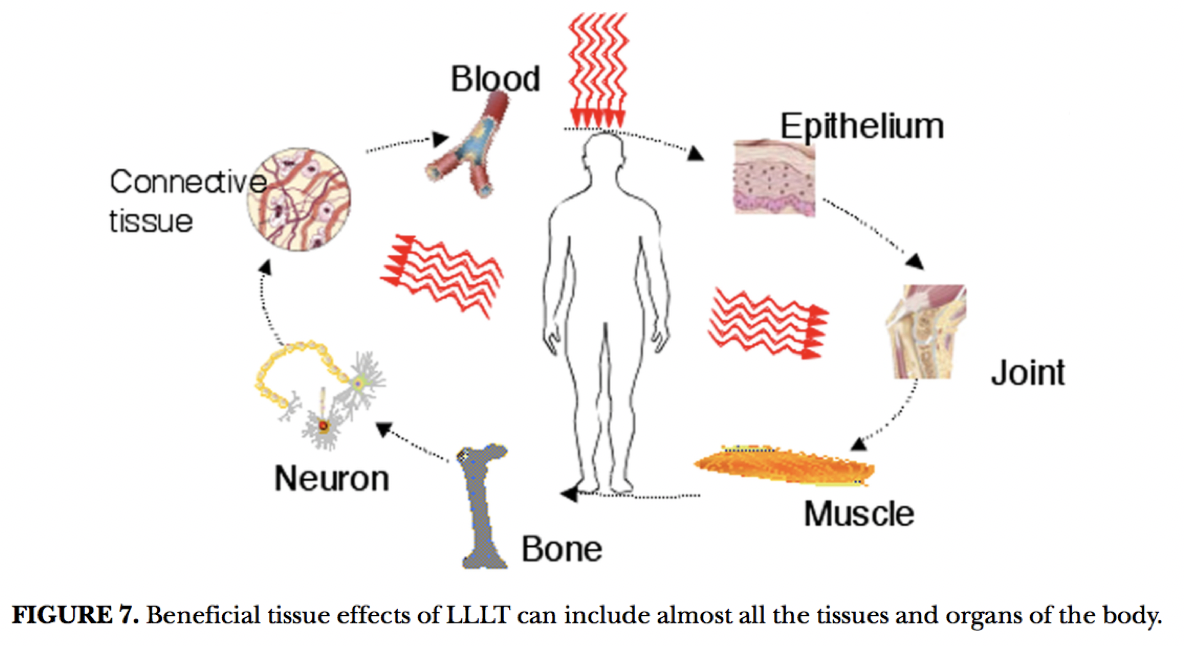 Blood
Epithelium
Connective
tissue
Joint
Neuron
Muscle
Bone
FIGURE 7. Beneficial tissue effects of LLLT can include almost all the tissues and organs of the body.